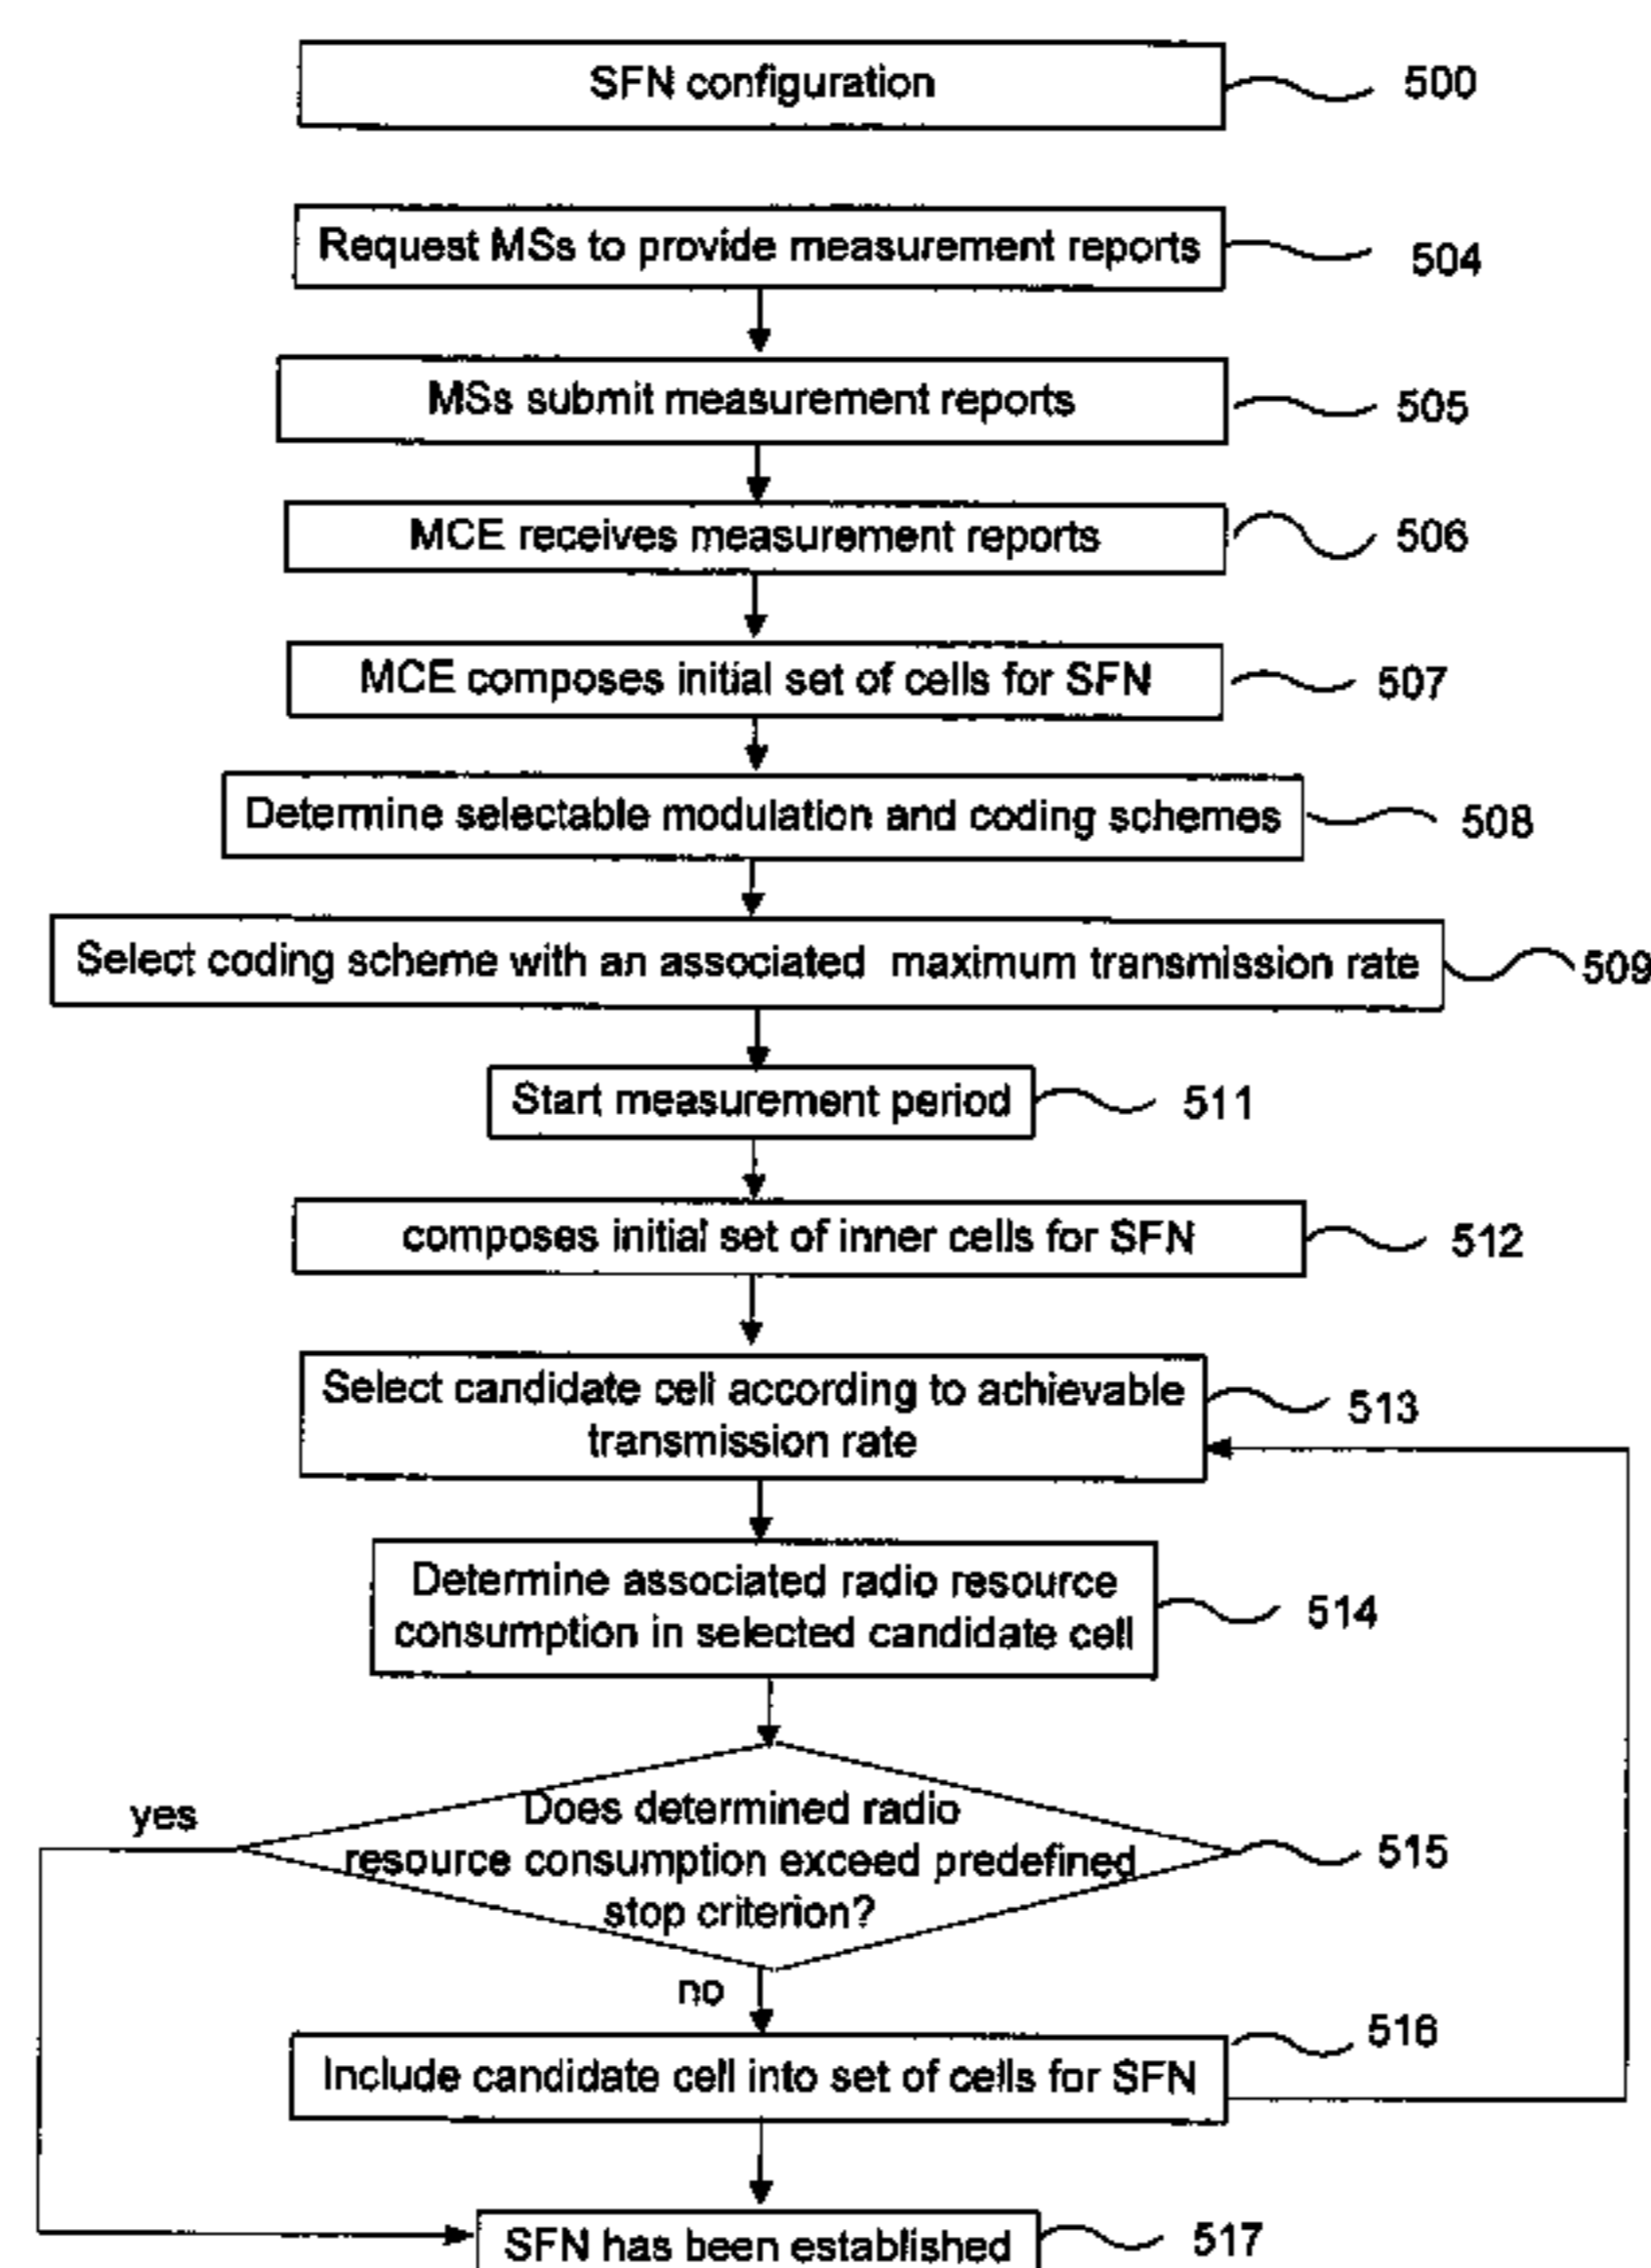 SFN configuration
500
Request MSs to provide measurement reports
504
MSs submit measurement reports
505
MCE receives measurement reports
506
MCE composes initial set of cells for SFN
507
Determine selectable modulation and coding schemes
508
Select coding scheme with an associated maximum transmission rate
509
Start measurement period
511
composes initial set of inner cells for SFN
512
Select candidate cell according to achievable
transmission rate
513
Determine associated radio resource
consumption in selected candidate cell
514
yes
Does determined radio
resource consumption exceed predefined
stop criterion?
515
no
Include candidate cell into set of cells for SFN
516
SFN has been established
517